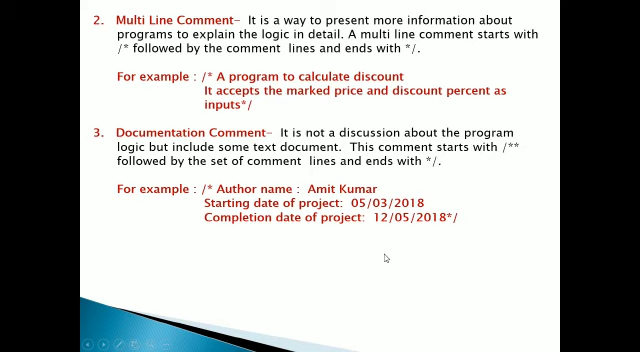 2. Multi Line Comment– It is a way to present more information about
programs to explain the logic in detail. A multi line comment starts with
/* followed by the comment lines and ends with */.
For example : /* A program to calculate discount
It accepts the marked price and discount percent as
inputs*/
3. Documentation Comment– It is not a discussion about the program
logic but include some text document. This comment starts with /**
followed by the set of comment lines and ends with */.
For example : /* Author name : Amit Kumar
Starting date of project: 05/03/2018
Completion date of project: 12/05/2018*/